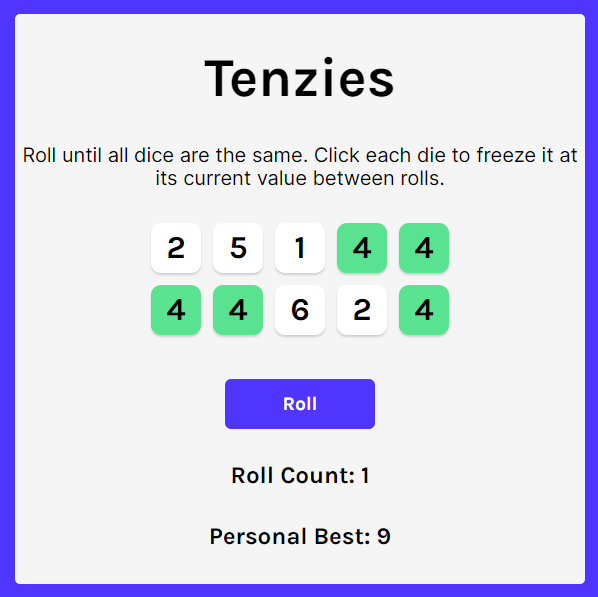 Tenzies
Roll until all dice are the same. Click each die to freeze it at
its current value between rolls.
2 5 1 4 4
4 4 6 2 4
Roll
Roll Count: 1
Personal Best: 9